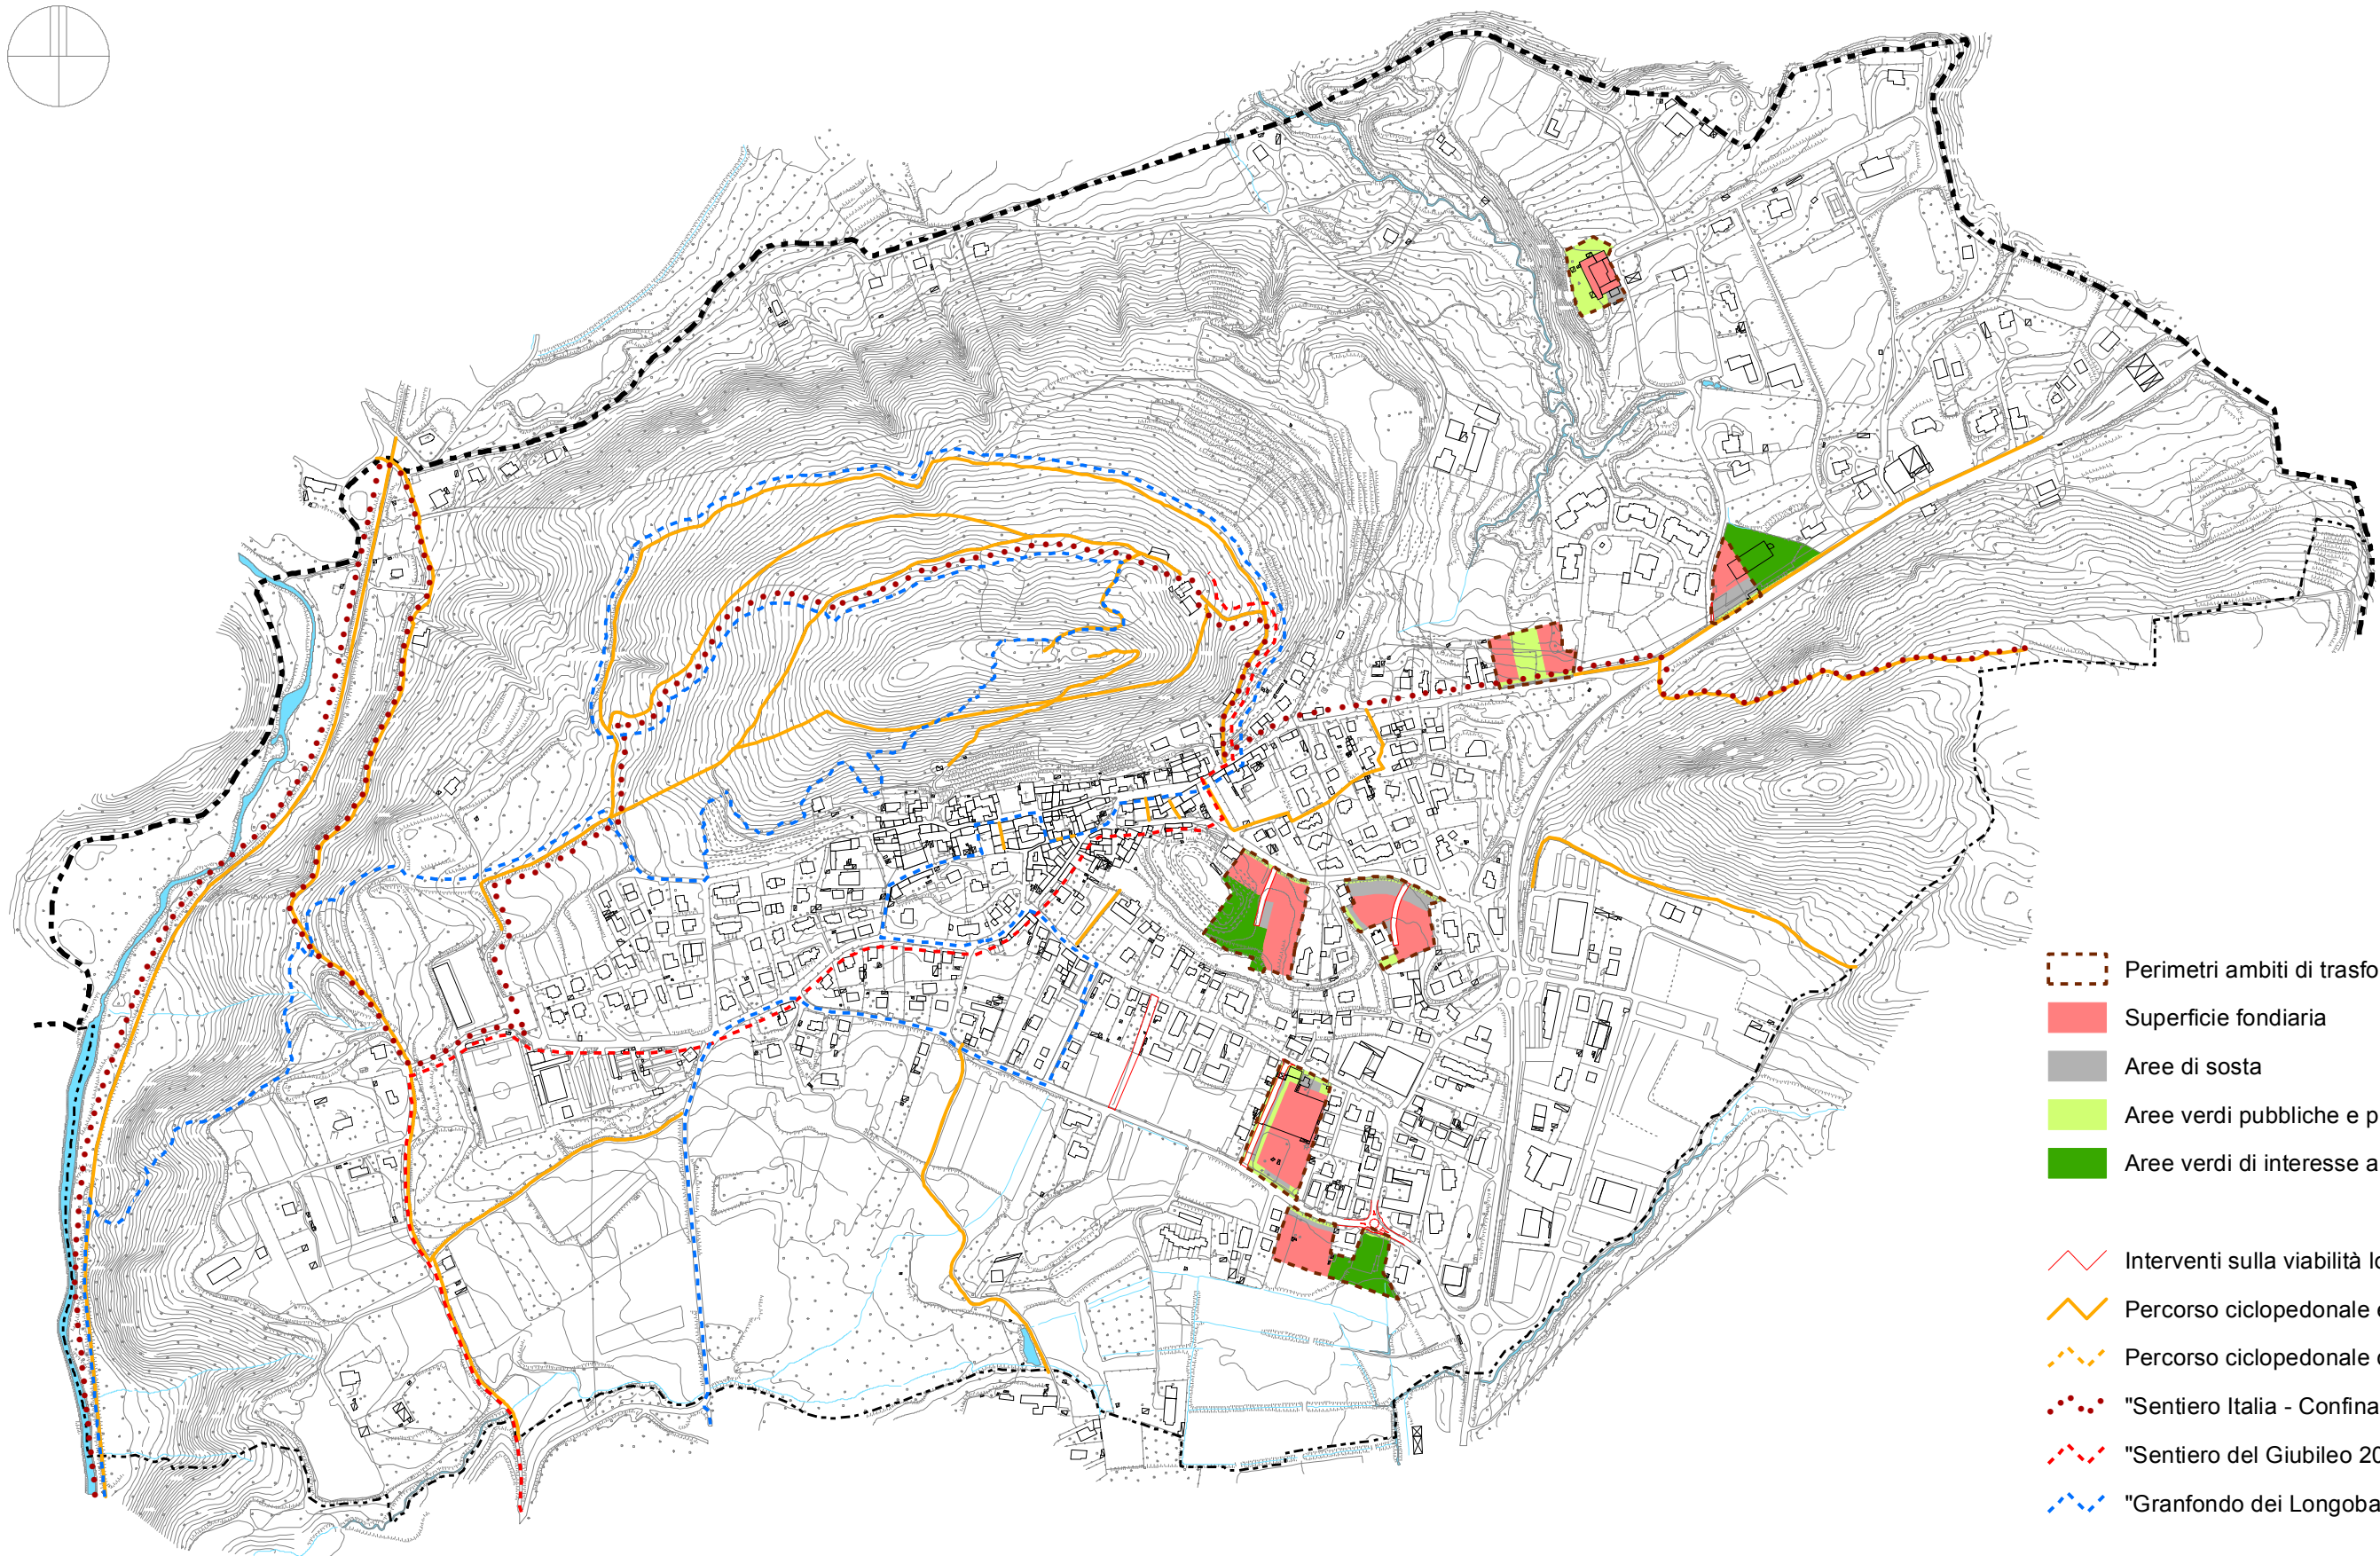 Perimetri ambiti di trasfo
Superficie fondiaria
Aree di sosta
Aree verdi pubbliche e p
Aree verdi di interesse a
Interventi sulla viabilità lo
Percorso ciclopedonale e
Percorso ciclopedonale d
"Sentiero Italia - Confina
"Sentiero del Giubileo 20
"Granfondo dei Longoba